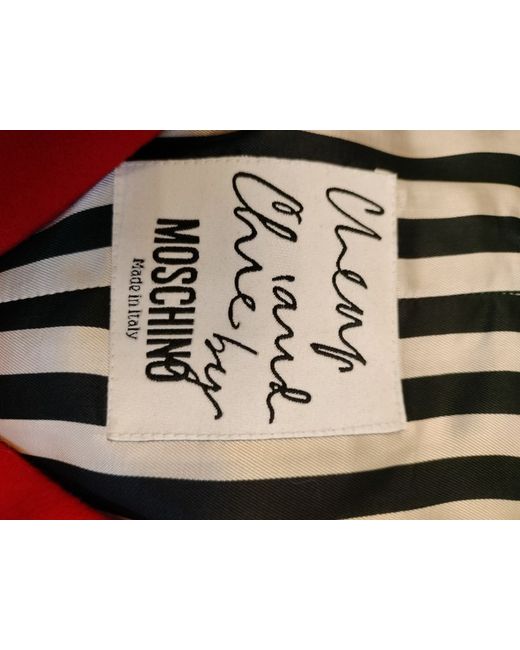 Cheap
and
Chic by
MOSCHINO
Made in Italy